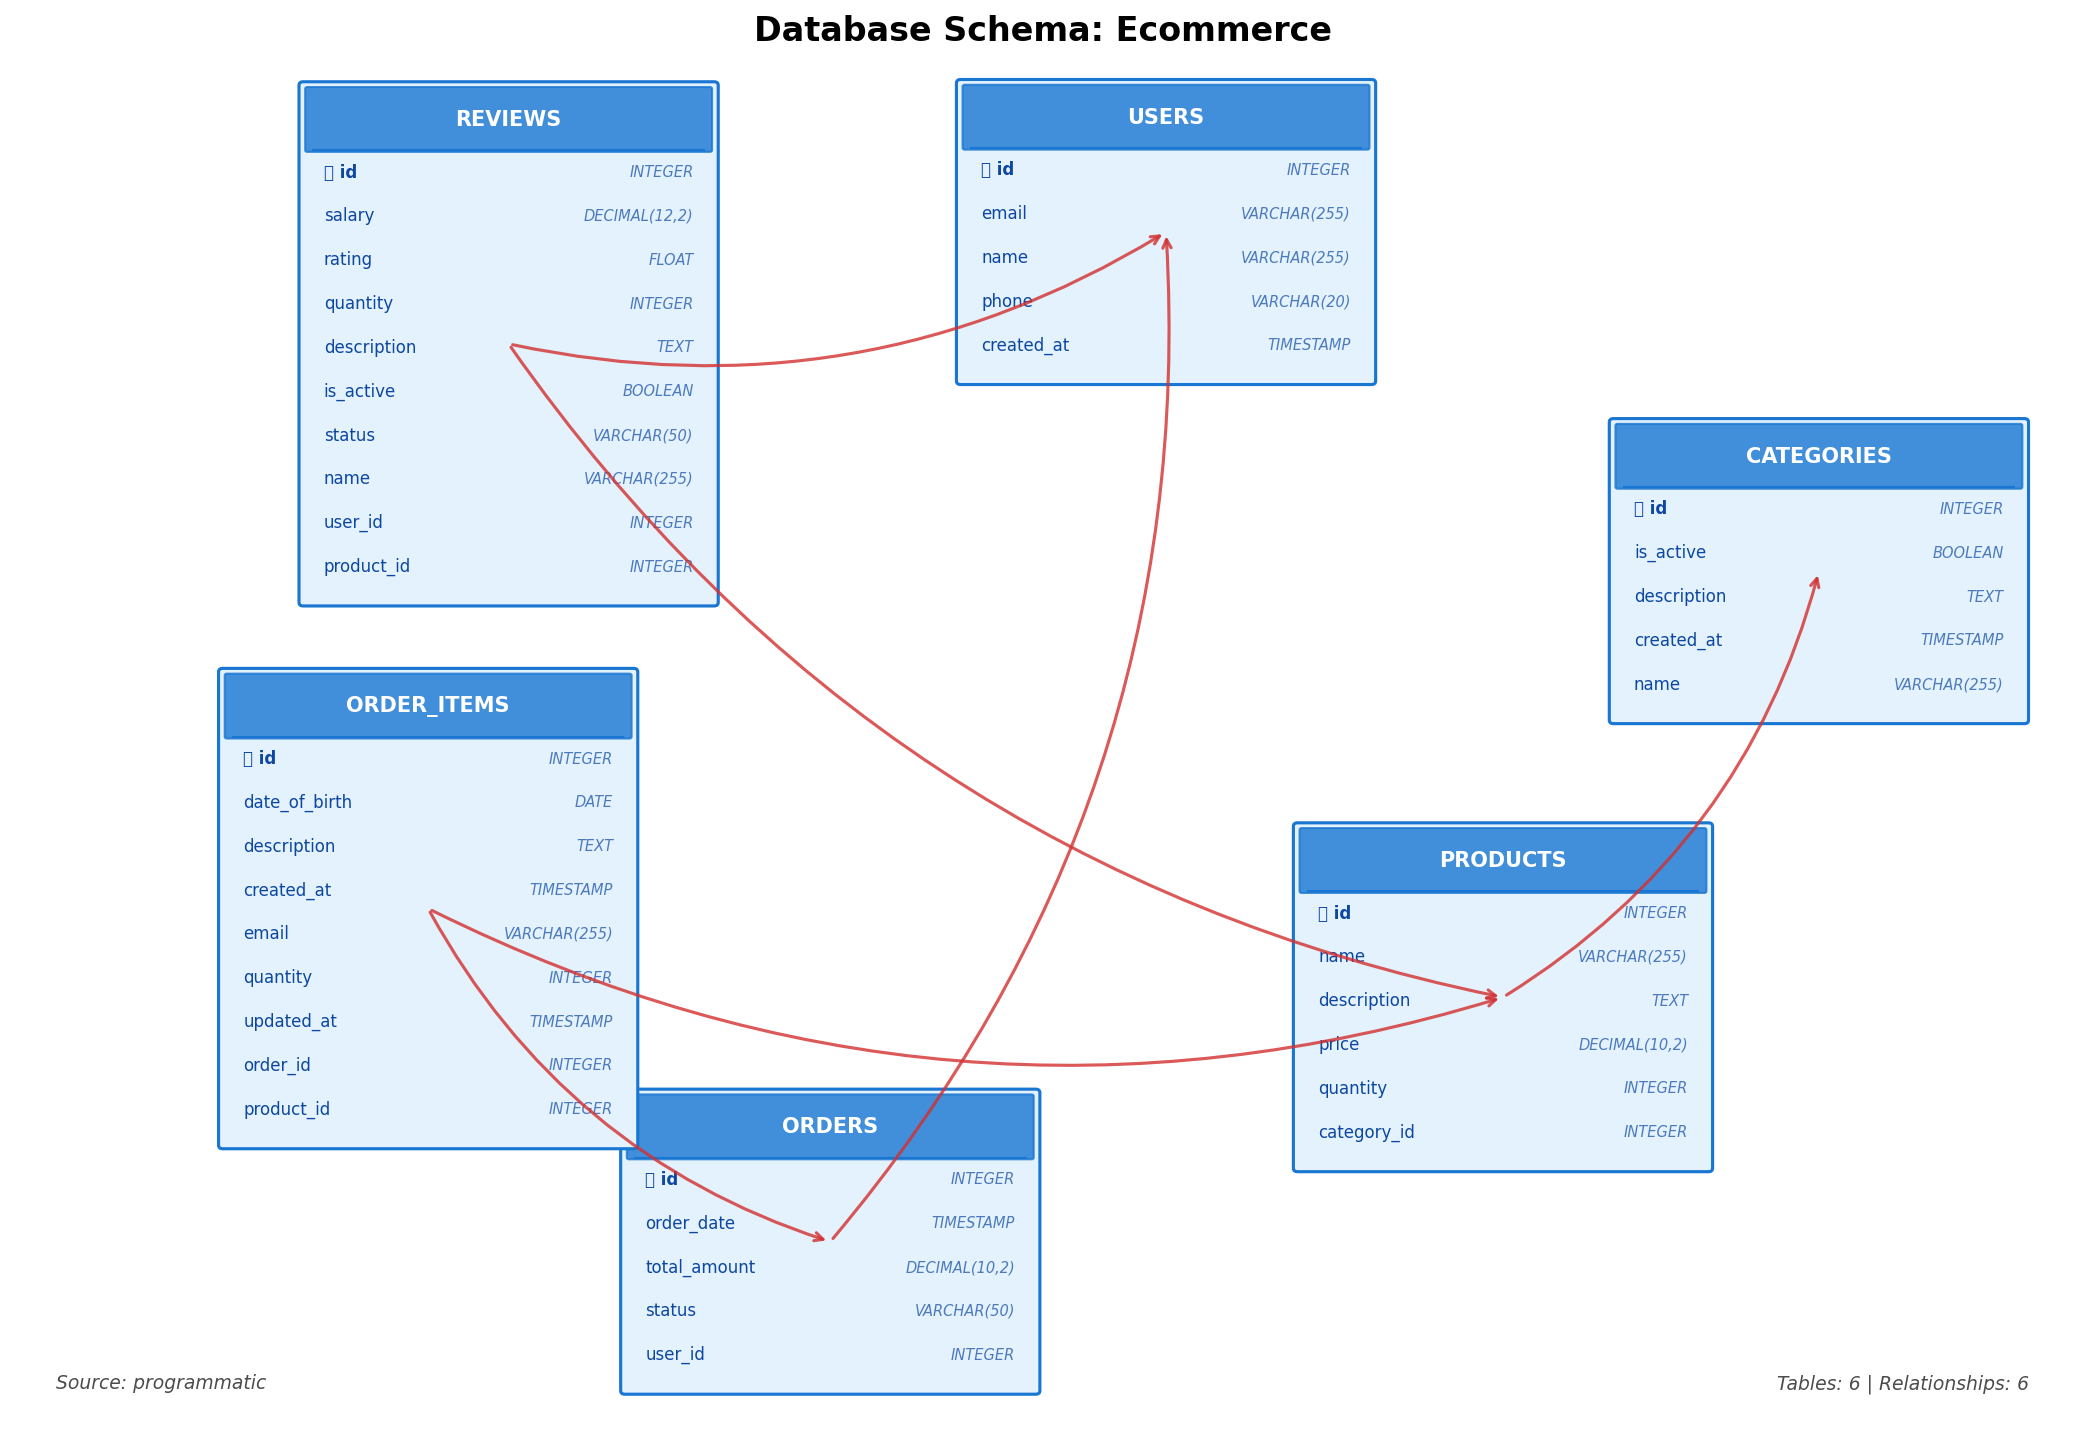 Database Schema: Ecommerce
REVIEWS
id INTEGER
salary DECIMAL(12,2)
rating FLOAT
quantity INTEGER
description TEXT
is_active BOOLEAN
status VARCHAR(50)
name VARCHAR(255)
user_id INTEGER
product_id INTEGER
USERS
id INTEGER
email VARCHAR(255)
name VARCHAR(255)
phone VARCHAR(20)
created_at TIMESTAMP
CATEGORIES
id INTEGER
is_active BOOLEAN
description TEXT
created_at TIMESTAMP
name VARCHAR(255)
ORDER_ITEMS
id INTEGER
date_of_birth DATE
description TEXT
created_at TIMESTAMP
email VARCHAR(255)
quantity INTEGER
updated_at TIMESTAMP
order_id INTEGER
product_id INTEGER
PRODUCTS
id INTEGER
name VARCHAR(255)
description TEXT
price DECIMAL(10,2)
quantity INTEGER
category_id INTEGER
ORDERS
id INTEGER
order_date TIMESTAMP
total_amount DECIMAL(10,2)
status VARCHAR(50)
user_id INTEGER
Source: programmatic
Tables: 6 | Relationships: 6